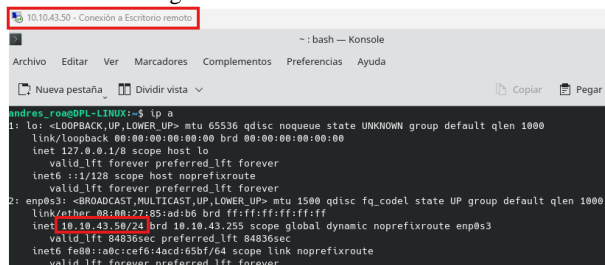 10.10.43.50 - Conexión a Escritorio remoto
~ : bash — Konsole
Archivo Editar Ver Marcadores Complementos Preferencias Ayuda
Nueva pestaña Dividir vista Copiar Pegar
andres_roa@DPL-LINUX:~$ ip a
1: lo: <LOOPBACK,UP,LOWER_UP> mtu 65536 qdisc noqueue state UNKNOWN group default qlen 1000
link/loopback 00:00:00:00:00:00 brd 00:00:00:00:00:00
inet 127.0.0.1/8 scope host lo
valid_lft forever preferred_lft forever
inet6 ::1/128 scope host noprefixroute
valid_lft forever preferred_lft forever
2: enp0s3: <BROADCAST,MULTICAST,UP,LOWER_UP> mtu 1500 qdisc fq_codel state UP group default qlen 1000
link/ether 08:00:27:85:ad:b6 brd ff:ff:ff:ff:ff:ff
inet 10.10.43.50/24 brd 10.10.43.255 scope global dynamic noprefixroute enp0s3
valid_lft 84836sec preferred_lft 84836sec
inet6 fe80::a0c:cef6:4acd:65bf/64 scope link noprefixroute
valid_lft forever preferred_lft forever